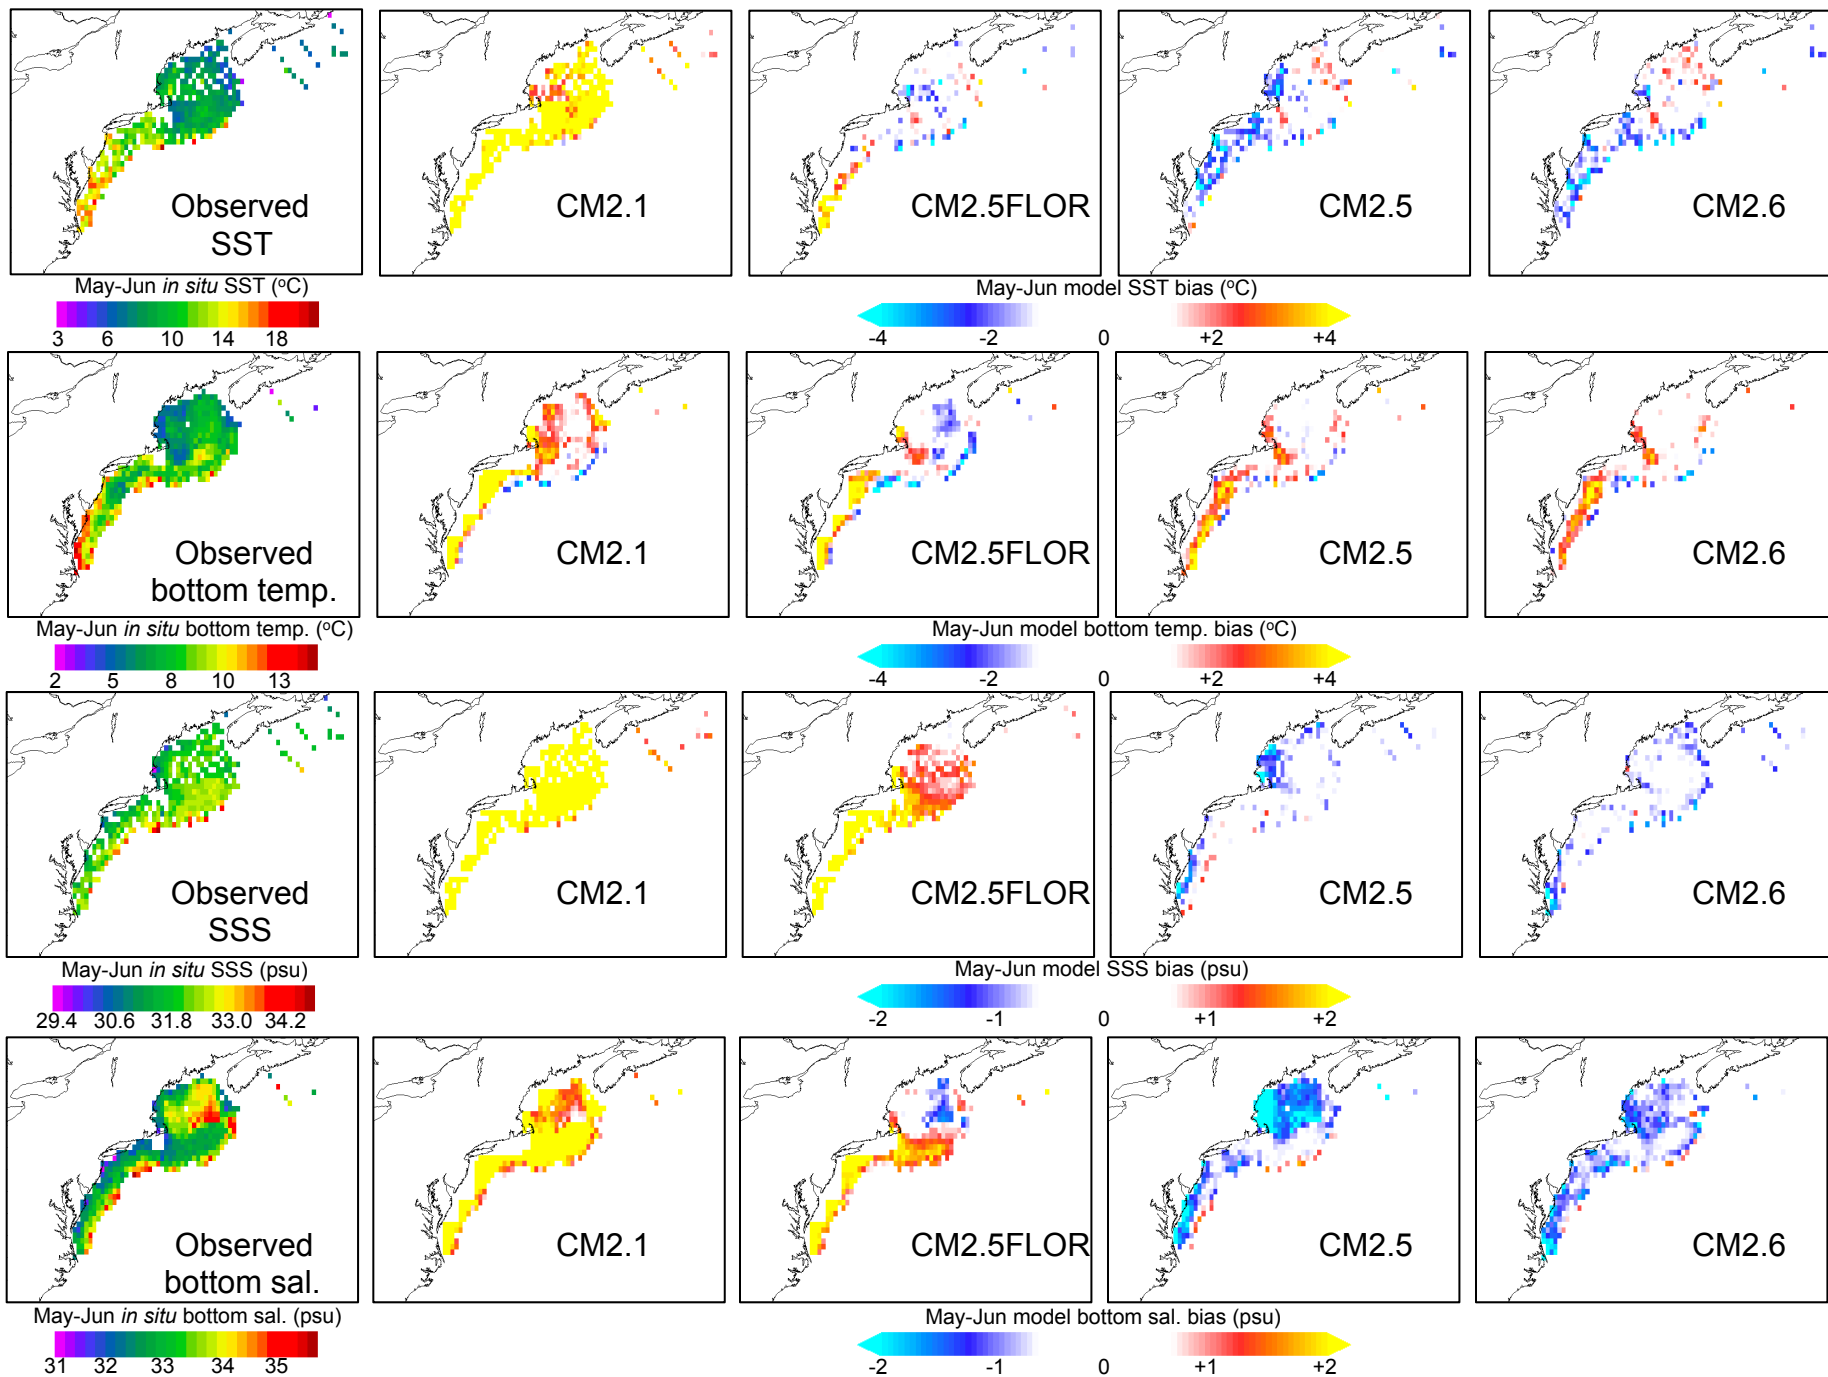 Observed
SST
CM2.1
CM2.5FLOR
CM2.5
CM2.6
May-Jun in situ SST (°C)
3 6 10 14 18
May-Jun model SST bias (°C)
-4 -2 0 +2 +4
Observed
bottom temp.
CM2.1
CM2.5FLOR
CM2.5
CM2.6
May-Jun in situ bottom temp. (°C)
2 5 8 10 13
May-Jun model bottom temp. bias (°C)
-4 -2 0 +2 +4
Observed
SSS
CM2.1
CM2.5FLOR
CM2.5
CM2.6
May-Jun in situ SSS (psu)
29.4 30.6 31.8 33.0 34.2
May-Jun model SSS bias (psu)
-2 -1 0 +1 +2
Observed
bottom sal.
CM2.1
CM2.5FLOR
CM2.5
CM2.6
May-Jun in situ bottom sal. (psu)
31 32 33 34 35
May-Jun model bottom sal. bias (psu)
-2 -1 0 +1 +2